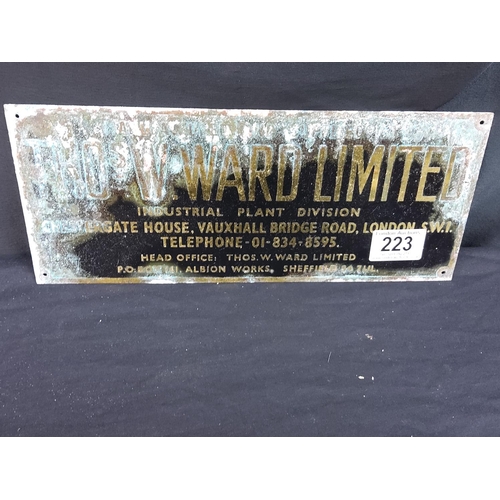 THOS. W. WARD LIMITED
INDUSTRIAL PLANT DIVISION
GATE HOUSE, VAUXHALL BRIDGE ROAD, LONDON. S.W.1.
TELEPHONE-01-834-8595.
HEAD OFFICE: THOS. W. WARD LIMITED
ALBION WORKS, SHEFFIELD
223